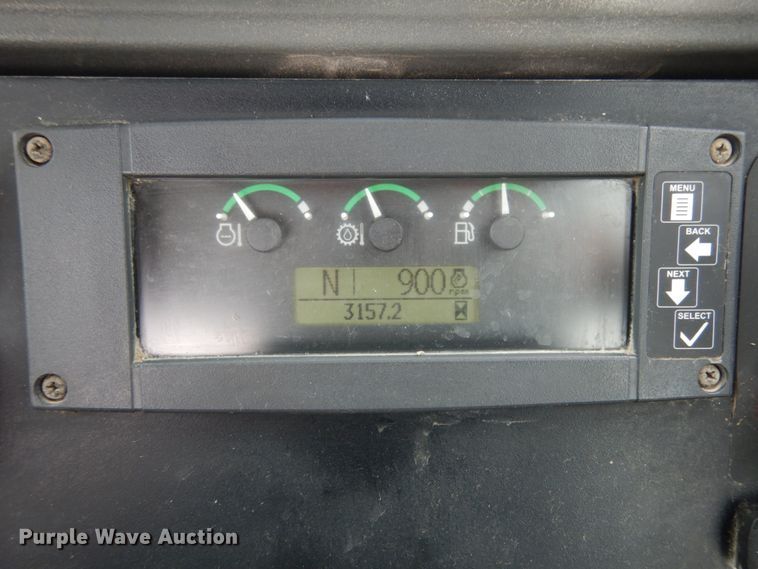 MENU
BACK
NEXT
SELECT
N 900 rpm
3157.2
Purple Wave Auction